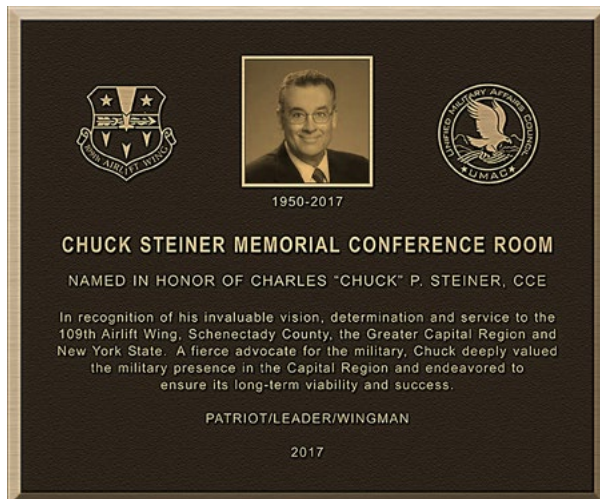 109th AIRLIFT WING
UNIFIED MILITARY AFFAIRS COUNCIL
UMAC
1950-2017
CHUCK STEINER MEMORIAL CONFERENCE ROOM
NAMED IN HONOR OF CHARLES “CHUCK” P. STEINER, CCE
In recognition of his invaluable vision, determination and service to the
109th Airlift Wing, Schenectady County, the Greater Capital Region and
New York State. A fierce advocate for the military, Chuck deeply valued
the military presence in the Capital Region and endeavored to
ensure its long-term viability and success.
PATRIOT/LEADER/WINGMAN
2017